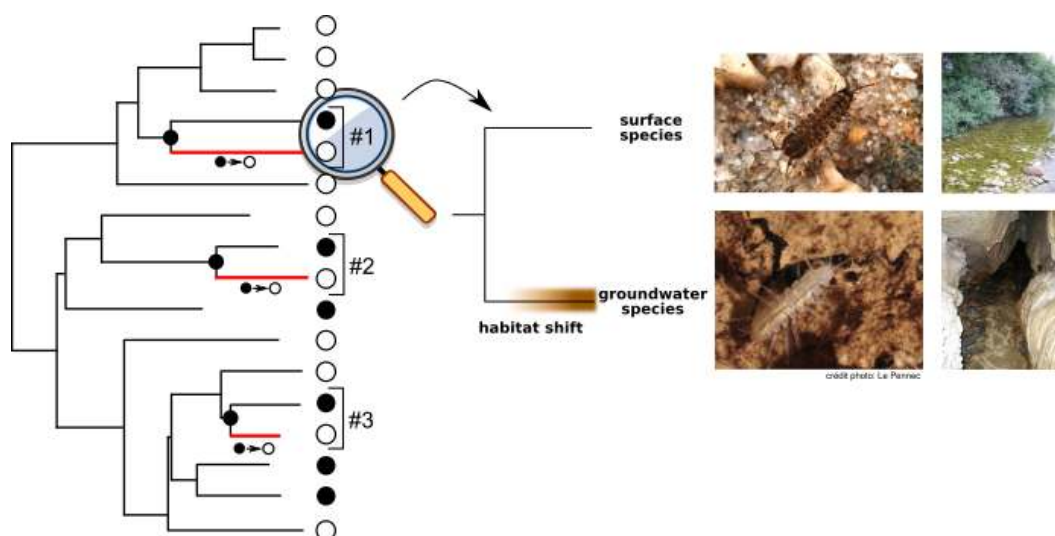 #1
#2
#3
surface
species
groundwater
species
habitat shift
crédit photo: Le Pennec